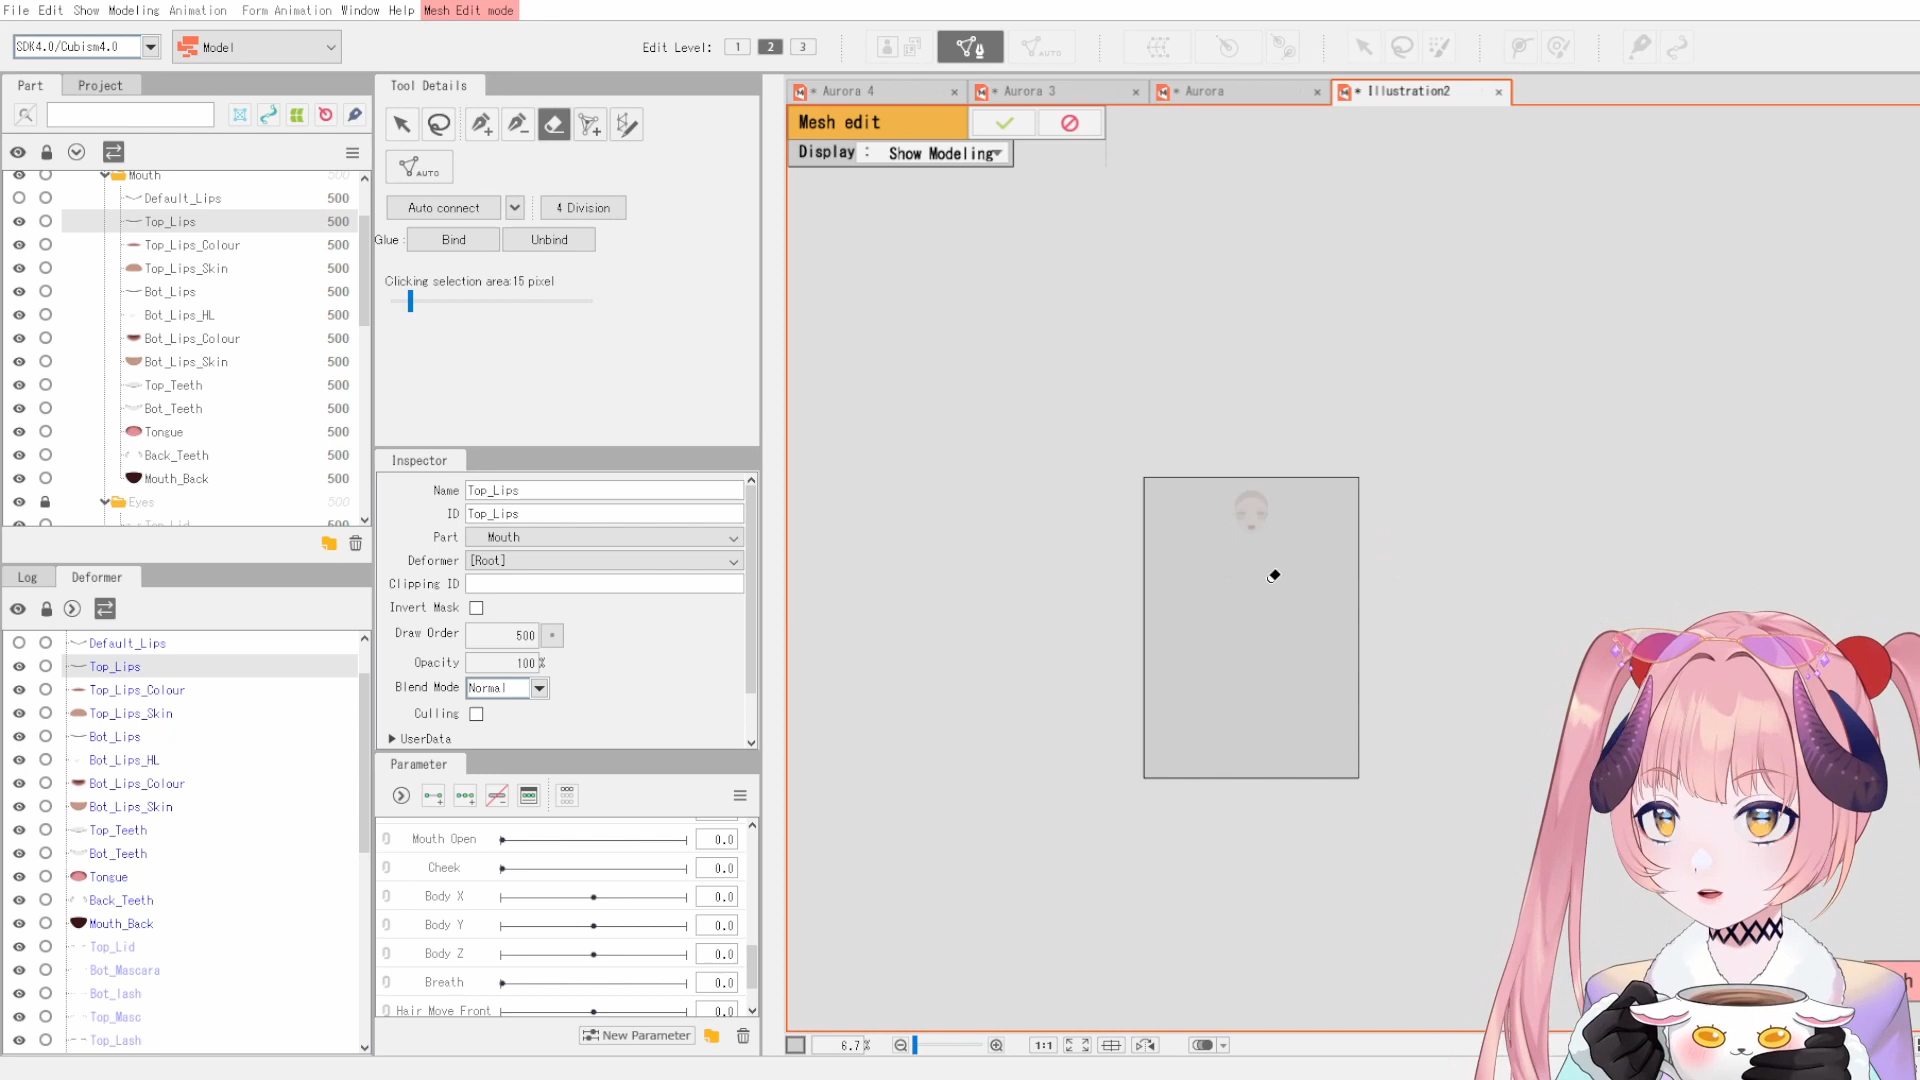 File Edit Show Modeling Animation Form Animation Window Help Mesh Edit mode
SDK4.0/Cubism4.0 Model Edit Level: 1 2 3 AUTO
Part Project Tool Details * Aurora 4 * Aurora 3 * Aurora * Illustration2
Mesh edit
Display : Show Modeling
AUTO
Auto connect 4 Division
Glue : Bind Unbind
Clicking selection area:15 pixel
Mouth 500
Default_Lips 500
Top_Lips 500
Top_Lips_Colour 500
Top_Lips_Skin 500
Bot_Lips 500
Bot_Lips_HL 500
Bot_Lips_Colour 500
Bot_Lips_Skin 500
Top_Teeth 500
Bot_Teeth 500
Tongue 500
Back_Teeth 500
Mouth_Back 500
Eyes 500
Top_Lid 500
Inspector
Name Top_Lips
ID Top_Lips
Part Mouth
Deformer [Root]
Clipping ID
Invert Mask
Draw Order 500
Opacity 100%
Blend Mode Normal
Culling
UserData
Log Deformer
Default_Lips
Top_Lips
Top_Lips_Colour
Top_Lips_Skin
Bot_Lips
Bot_Lips_HL
Bot_Lips_Colour
Bot_Lips_Skin
Top_Teeth
Bot_Teeth
Tongue
Back_Teeth
Mouth_Back
Top_Lid
Bot_Mascara
Bot_lash
Top_Masc
Top_Lash
Parameter
Mouth Open 0.0
Cheek 0.0
Body X 0.0
Body Y 0.0
Body Z 0.0
Breath 0.0
Hair Move Front 0.0
New Parameter
6.7% 1:1